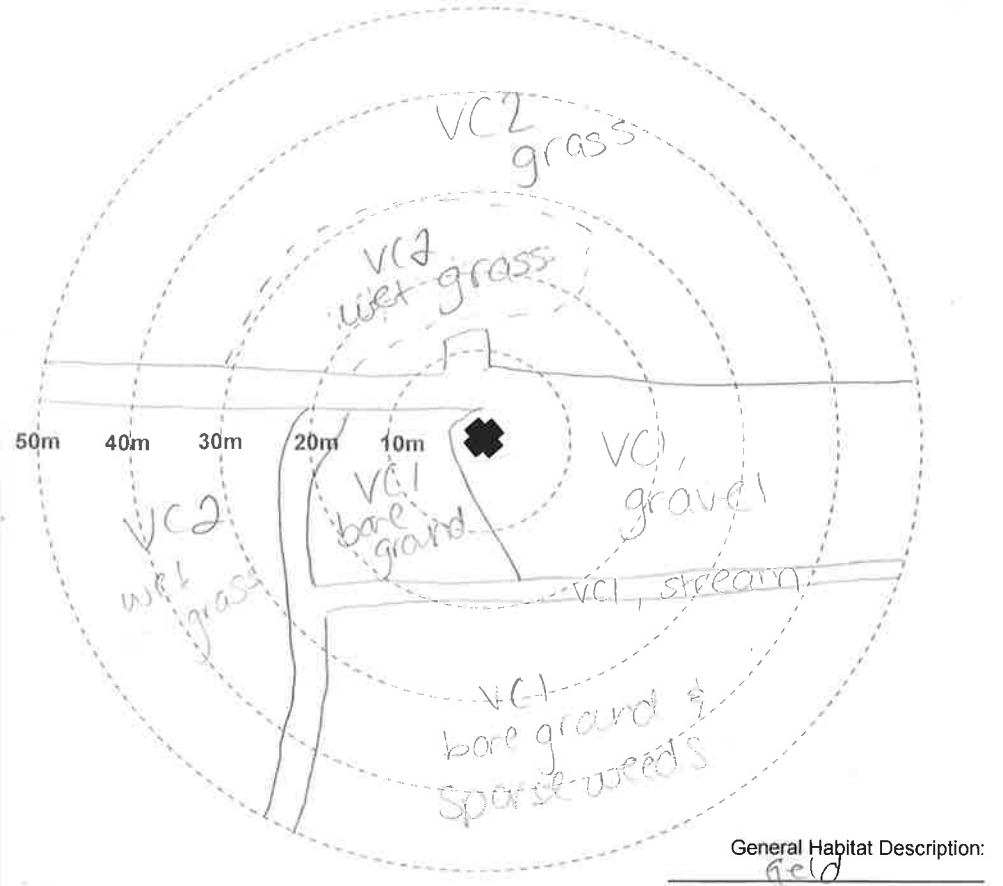 VC2
grass
VC2
wet grass
50m 40m 30m 20m 10m
VC1,
gravel
VC1
bare
ground
VC2
wet
grass
VC1, stream
VC1
bare ground &
sparse weeds
General Habitat Description:
field